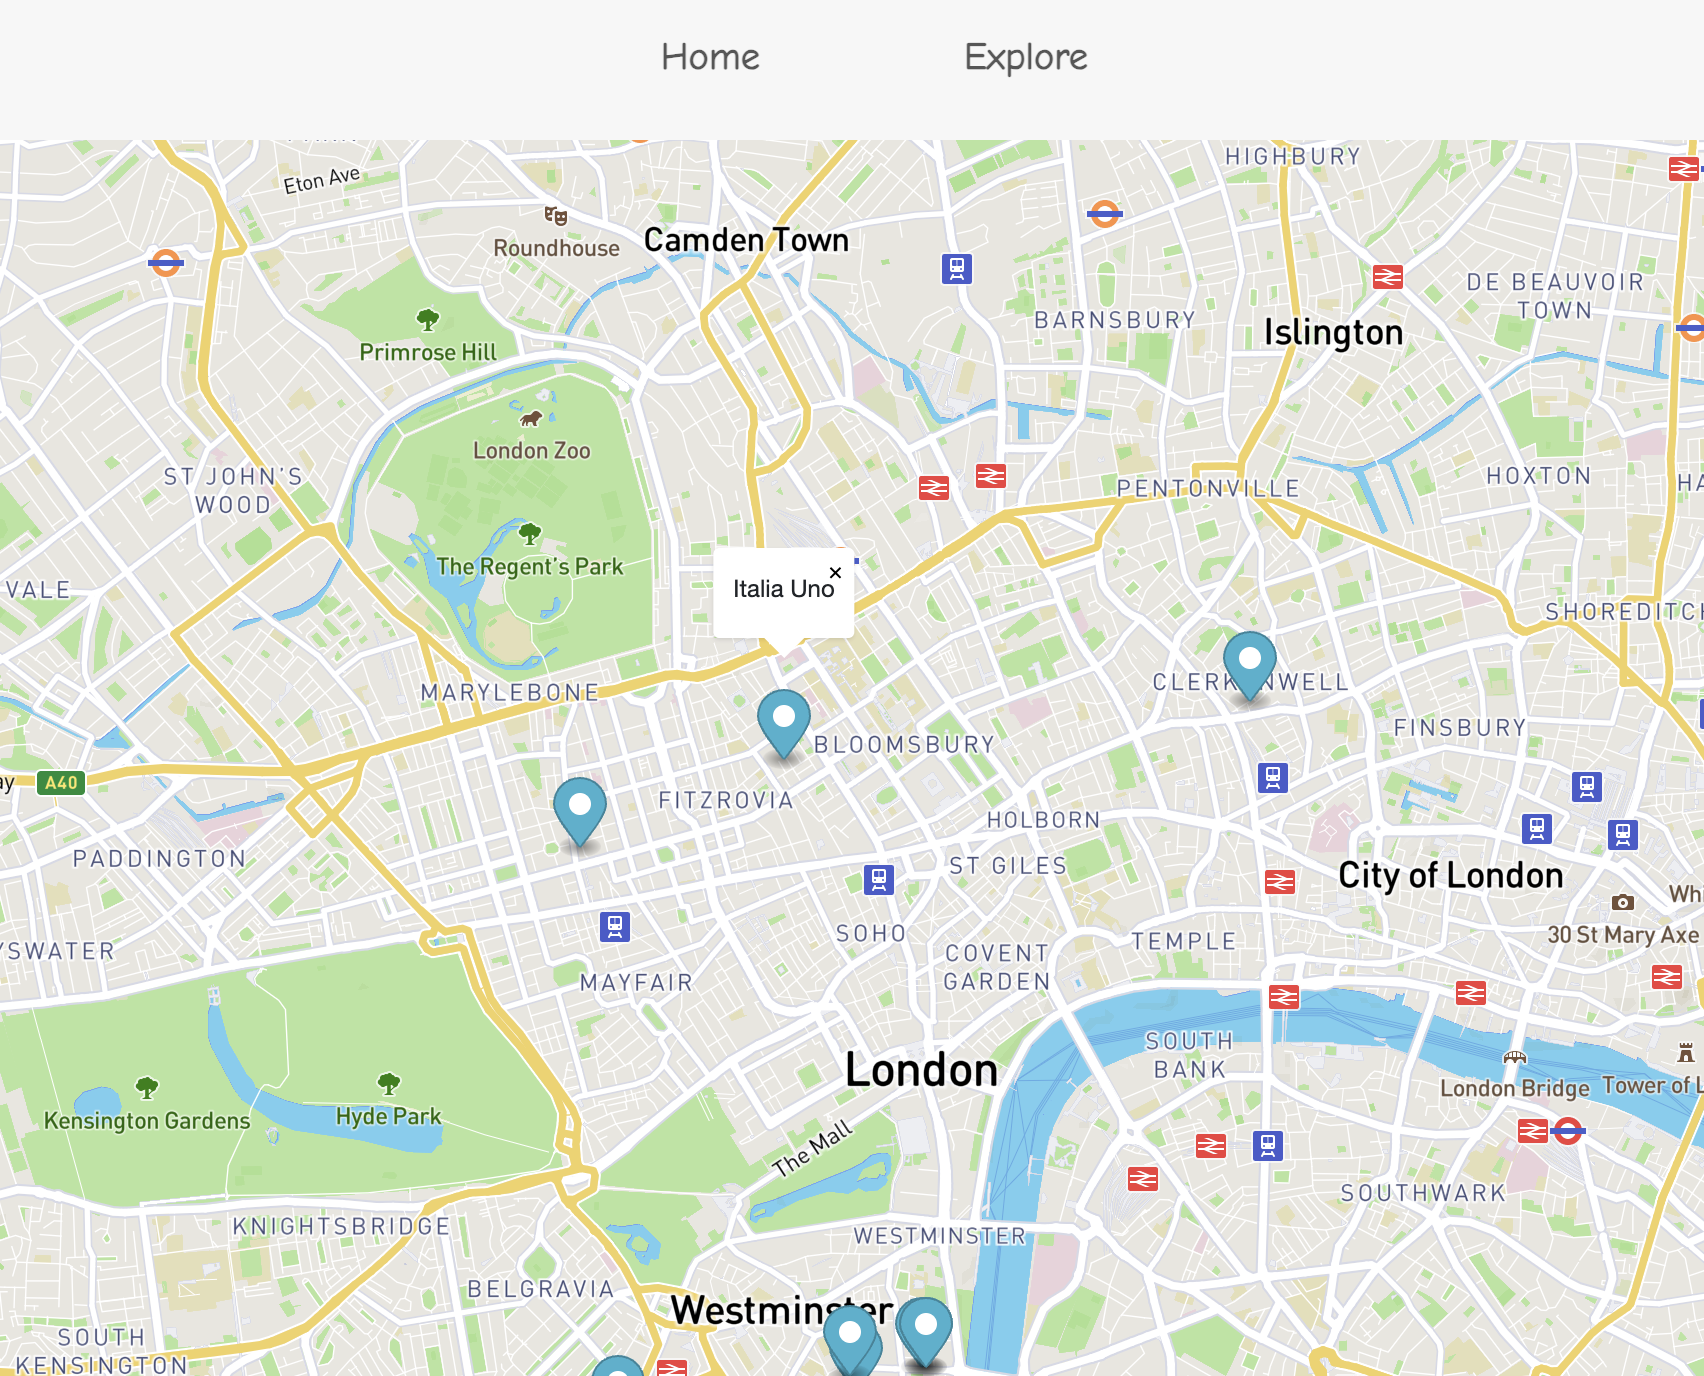 Home
Explore
HIGHBURY
Eton Ave
Roundhouse
Camden Town
DE BEAUVOIR
TOWN
BARNSBURY
Islington
Primrose Hill
London Zoo
ST JOHN'S
WOOD
PENTONVILLE
HOXTON
HA
The Regent's Park
VALE
Italia Uno
×
SHOREDITCH
MARYLEBONE
FINSBURY
BLOOMSBURY
ay
A40
FITZROVIA
HOLBORN
PADDINGTON
ST GILES
City of London
Whi
SOHO
30 St Mary Axe
YSWATER
COVENT
GARDEN
TEMPLE
MAYFAIR
SOUTH
BANK
London
London Bridge
Tower of L
Kensington Gardens
Hyde Park
The Mall
SOUTHWARK
KNIGHTSBRIDGE
WESTMINSTER
BELGRAVIA
Westminster
SOUTH
KENSINGTON